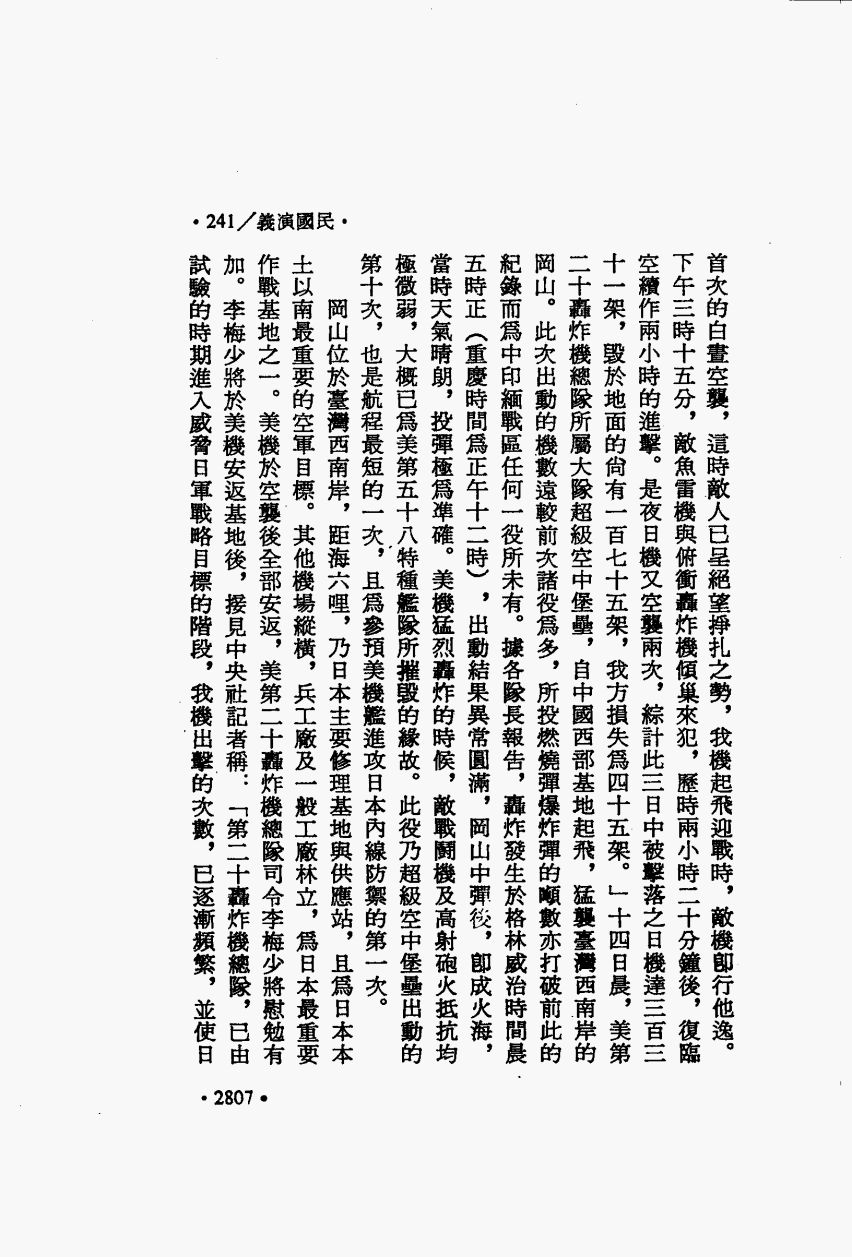 ·241／義演國民·
首次的白晝空襲，這時敵人已呈絕望掙扎之勢，我機起飛迎戰時，敵機卽行他逸。
下午三時十五分，敵魚雷機與俯衝轟炸機傾巢來犯，歷時兩小時二十分鐘後，復臨
空續作兩小時的進擊。是夜日機又空襲兩次，綜計此三日中被擊落之日機達三百三
十一架，毀於地面的尙有一百七十五架，我方損失爲四十五架。」十四日晨，美第
二十轟炸機總隊所屬大隊超級空中堡壘，自中國西部基地起飛，猛襲臺灣西南岸的
岡山。此次出動的機數遠較前次諸役爲多，所投燃燒彈爆炸彈的噸數亦打破前此的
紀錄而爲中印緬戰區任何一役所未有。據各隊長報告，轟炸發生於格林威治時間晨
五時正（重慶時間爲正午十二時），出動結果異常圓滿，岡山中彈後，卽成火海，
當時天氣晴朗，投彈極爲準確。美機猛烈轟炸的時候，敵戰鬪機及高射砲火抵抗均
極微弱，大概已爲美第五十八特種艦隊所摧毀的緣故。此役乃超級空中堡壘出動的
第十次，也是航程最短的一次，且爲參預美機艦進攻日本內線防禦的第一次。
岡山位於臺灣西南岸，距海六哩，乃日本主要修理基地與供應站，且爲日本本
土以南最重要的空軍目標。其他機場縱橫，兵工廠及一般工廠林立，爲日本最重要
作戰基地之一。美機於空襲後全部安返，美第二十轟炸機總隊司令李梅少將慰勉有
加。李梅少將於美機安返基地後，接見中央社記者稱：「第二十轟炸機總隊，已由
試驗的時期進入威脅日軍戰略目標的階段，我機出擊的次數，已逐漸頻繁，並使日
·2807·